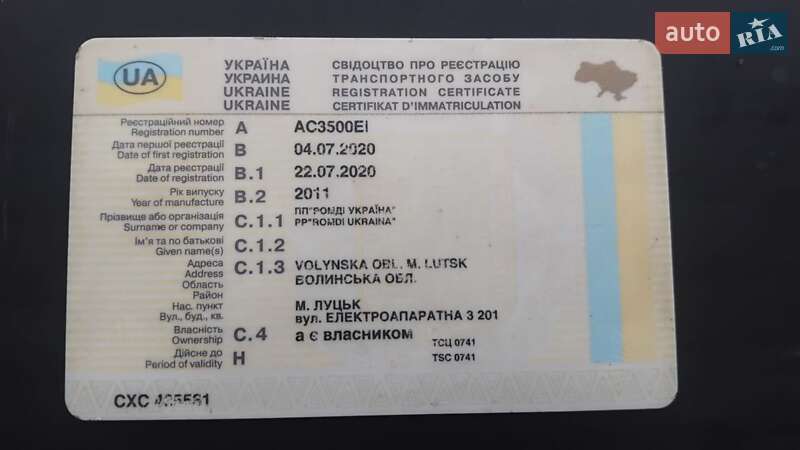 auto RIA .com
UA
УКРАЇНА СВІДОЦТВО ПРО РЕЄСТРАЦІЮ
УКРАИНА ТРАНСПОРТНОГО ЗАСОБУ
UKRAINE REGISTRATION CERTIFICATE
UKRAINE CERTIFIKAT D'IMMATRICULATION
Реєстраційний номер
Registration number A AC3500EI
Дата першої реєстрації
Date of first registration B 04.07.2020
Дата реєстрації
Date of registration B.1 22.07.2020
Рік випуску
Year of manufacture B.2 2011
Прізвище або організація ПП"РОМДІ УКРАЇНА"
Surname or company C.1.1 PP"ROMDI UKRAINA"
Ім'я та по батькові
Given name(s) C.1.2
Адреса C.1.3 VOLYNSKA OBL. M. LUTSK
Address ВОЛИНСЬКА ОБЛ.
Область
Район
Нас. пункт М. ЛУЦЬК
Вул., буд., кв. вул. ЕЛЕКТРОАПАРАТНА 3 201
Власність
Ownership C.4 а є власником ТСЦ 0741
Дійсне до
Period of validity H TSC 0741
СХС